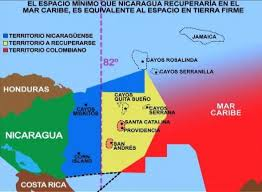 EL ESPACIO MÍNIMO QUE NICARAGUA RECUPERARÍA EN EL
MAR CARIBE, ES EQUIVALENTE AL ESPACIO EN TIERRA FIRME
TERRITORIO NICARAGÜENSE
TERRITORIO A RECUPERARSE
TERRITORIO COLOMBIANO
82º
JAMAICA
CAYOS ROSALINDA
CAYOS SERRANILLA
HONDURAS
CAYOS
MISKITOS
CAYOS
QUITA SUEÑO
CAYOS
SERRANA
SANTA CATALINA
PROVIDENCIA
NICARAGUA
MAR
CARIBE
CORN
ISLAND
SAN
ANDRÉS
COSTA RICA